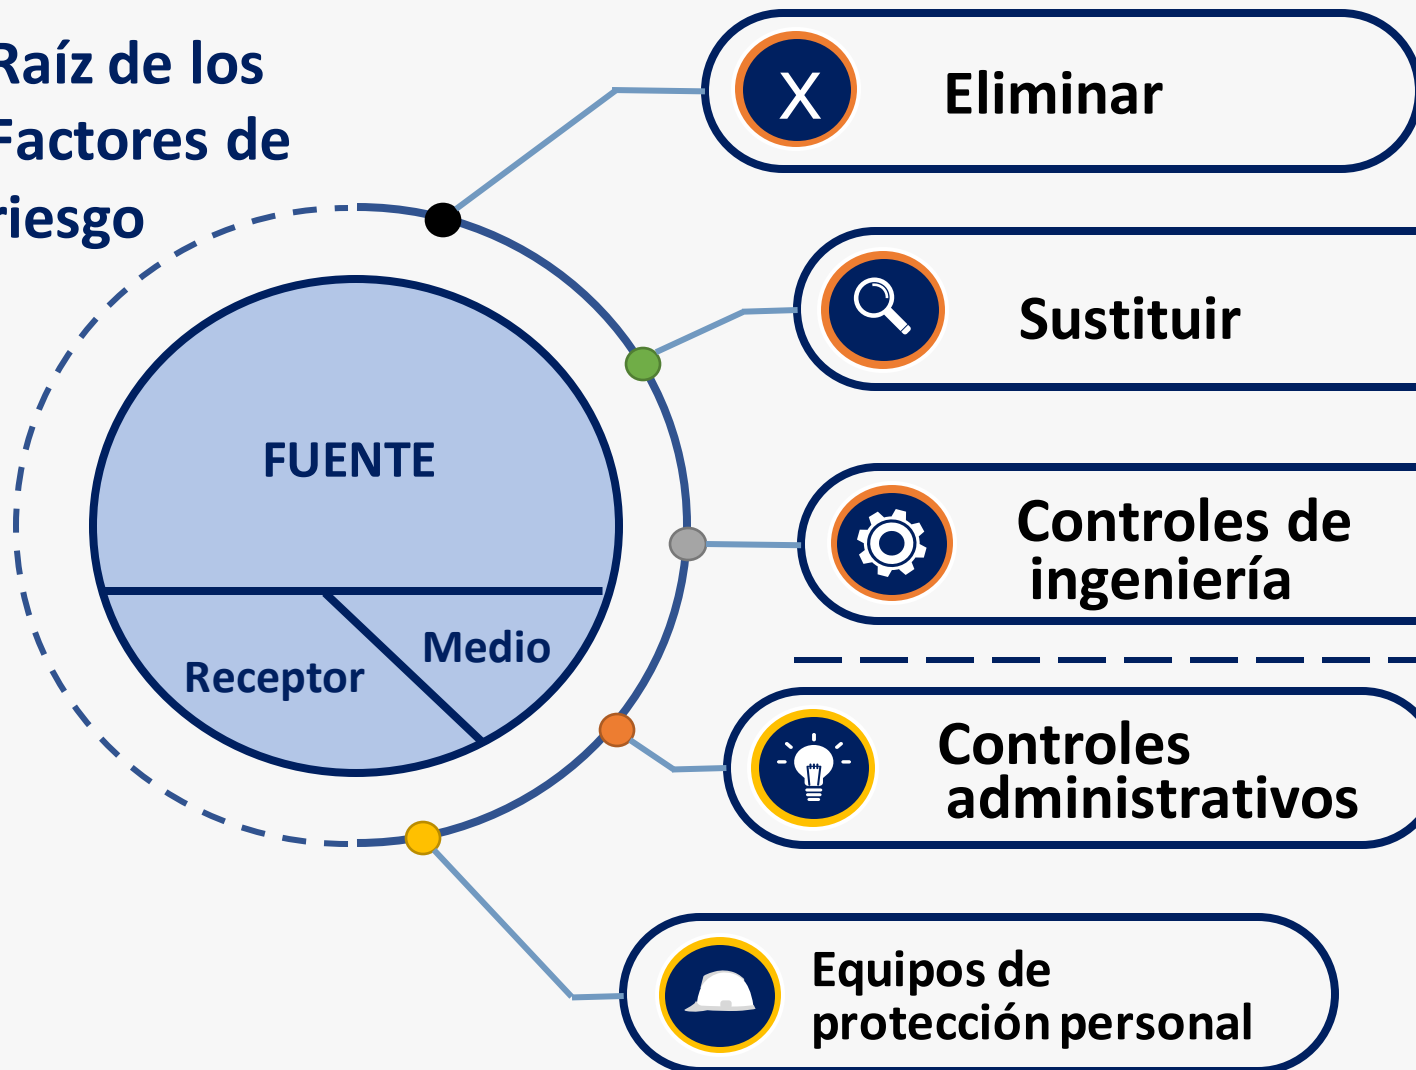 Raíz de los
Factores de
riesgo
X
Eliminar
Sustituir
FUENTE
Controles de
ingeniería
Medio
Receptor
Controles
administrativos
Equipos de
protección personal